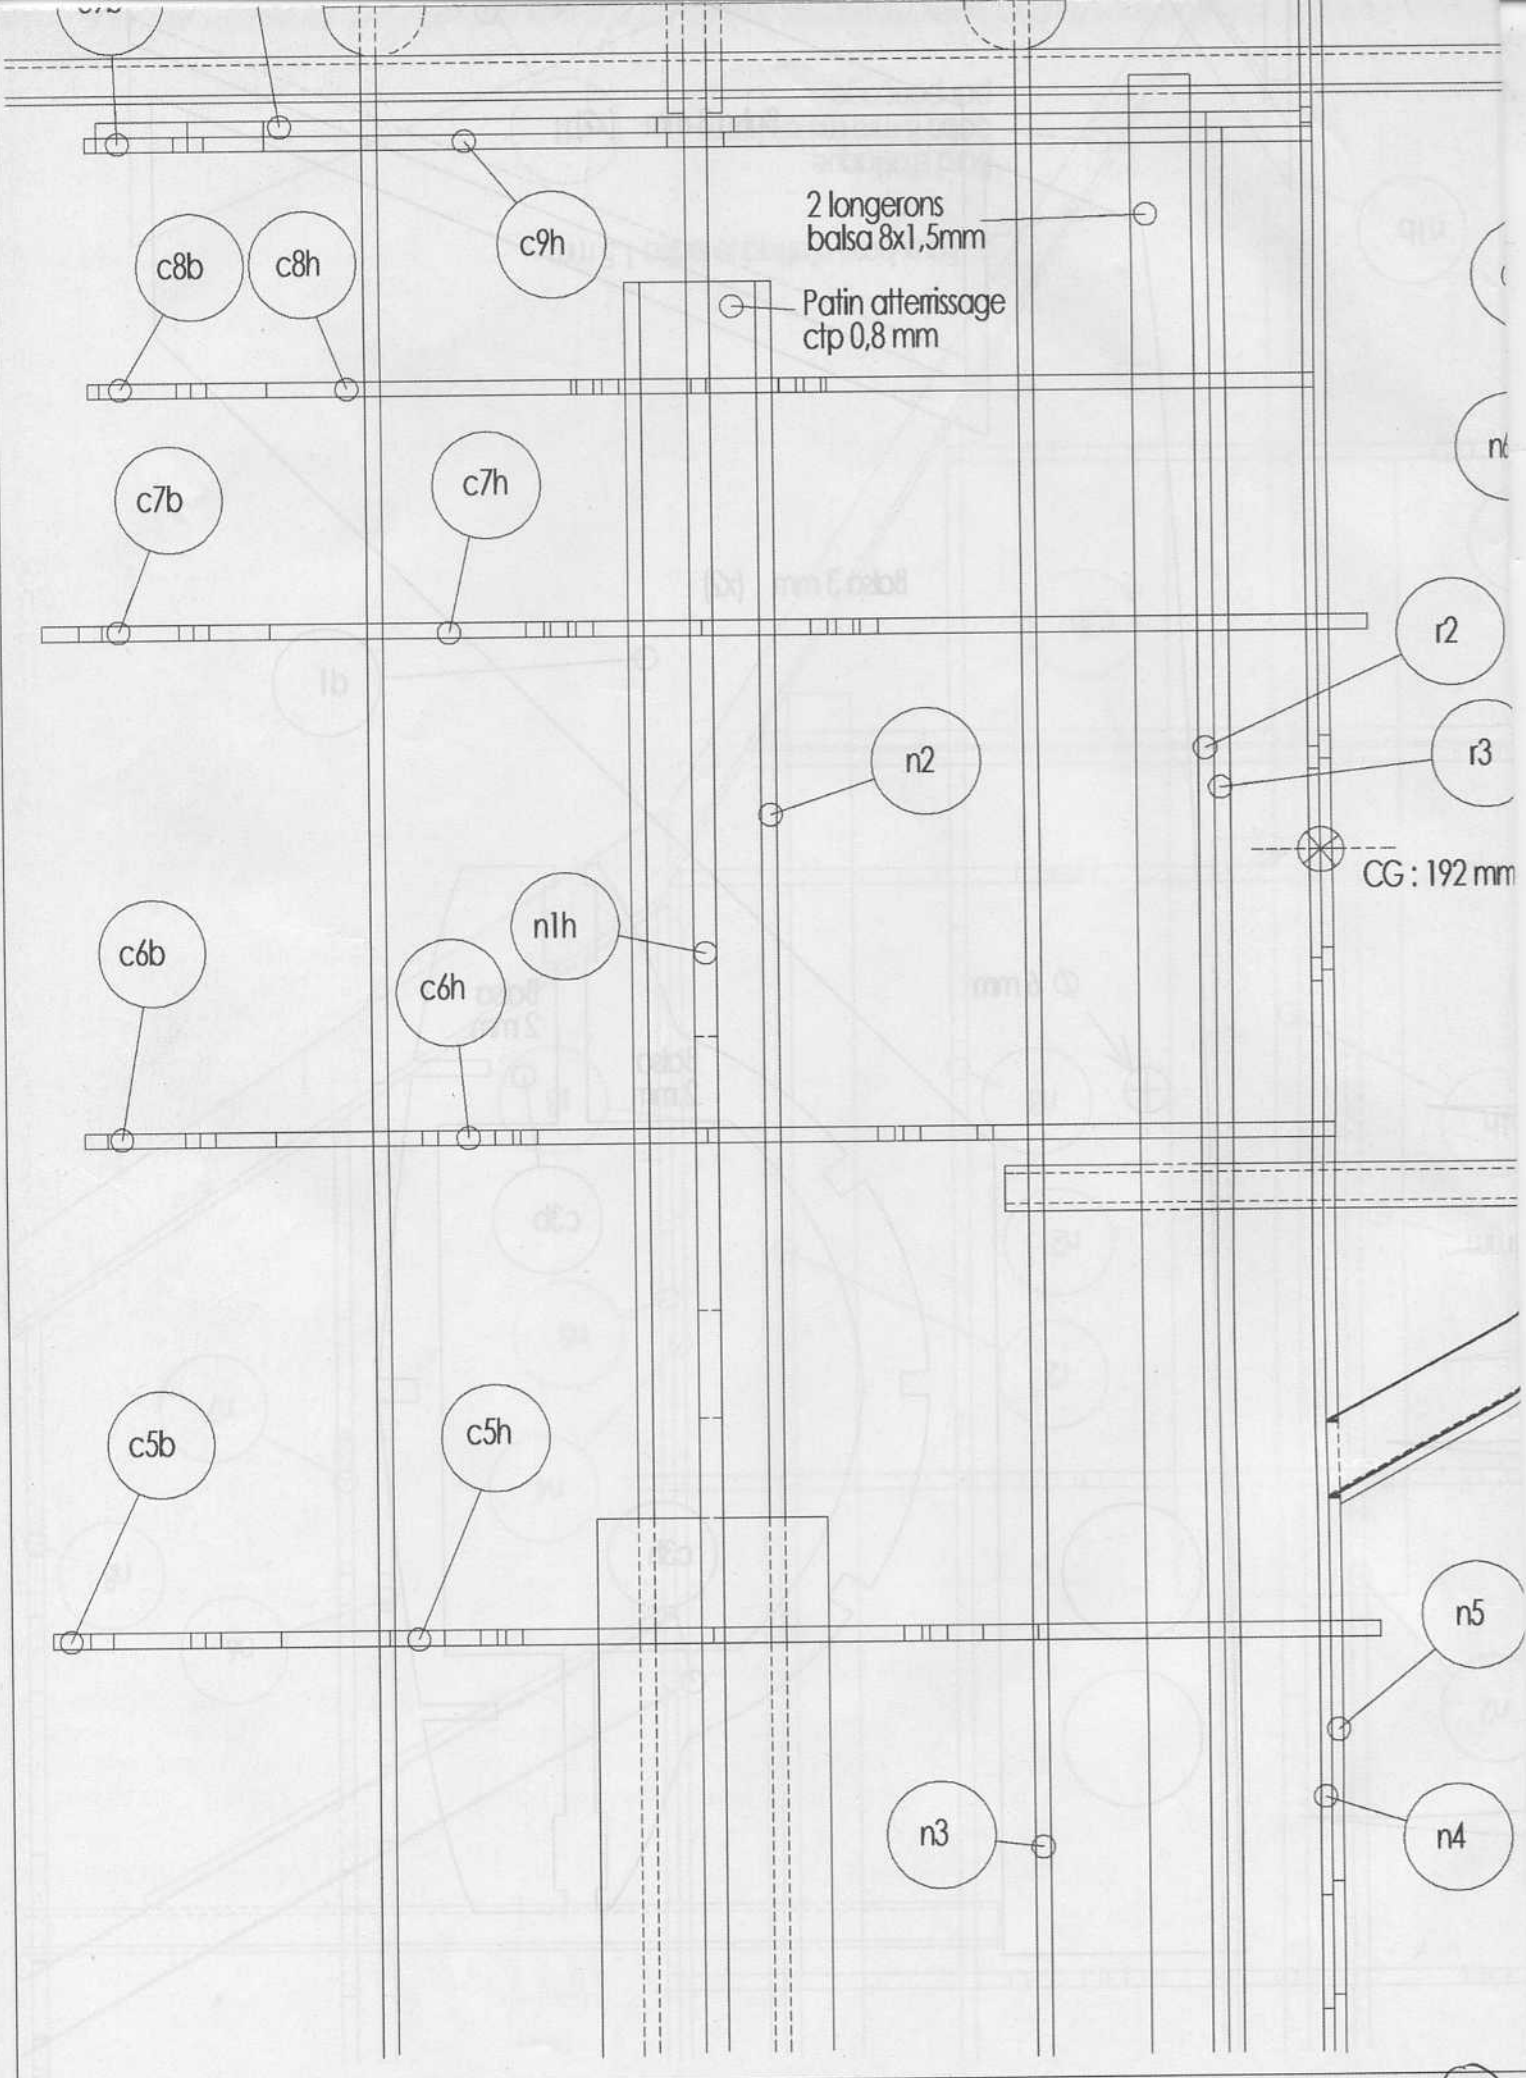 c9h
2 longerons
balsa 8x1,5mm
c8b
c8h
Patin atterrissage
ctp 0,8 mm
c7b
c7h
r2
n2
r3
CG : 192 mm
n1h
c6b
c6h
c5b
c5h
n5
n3
n4